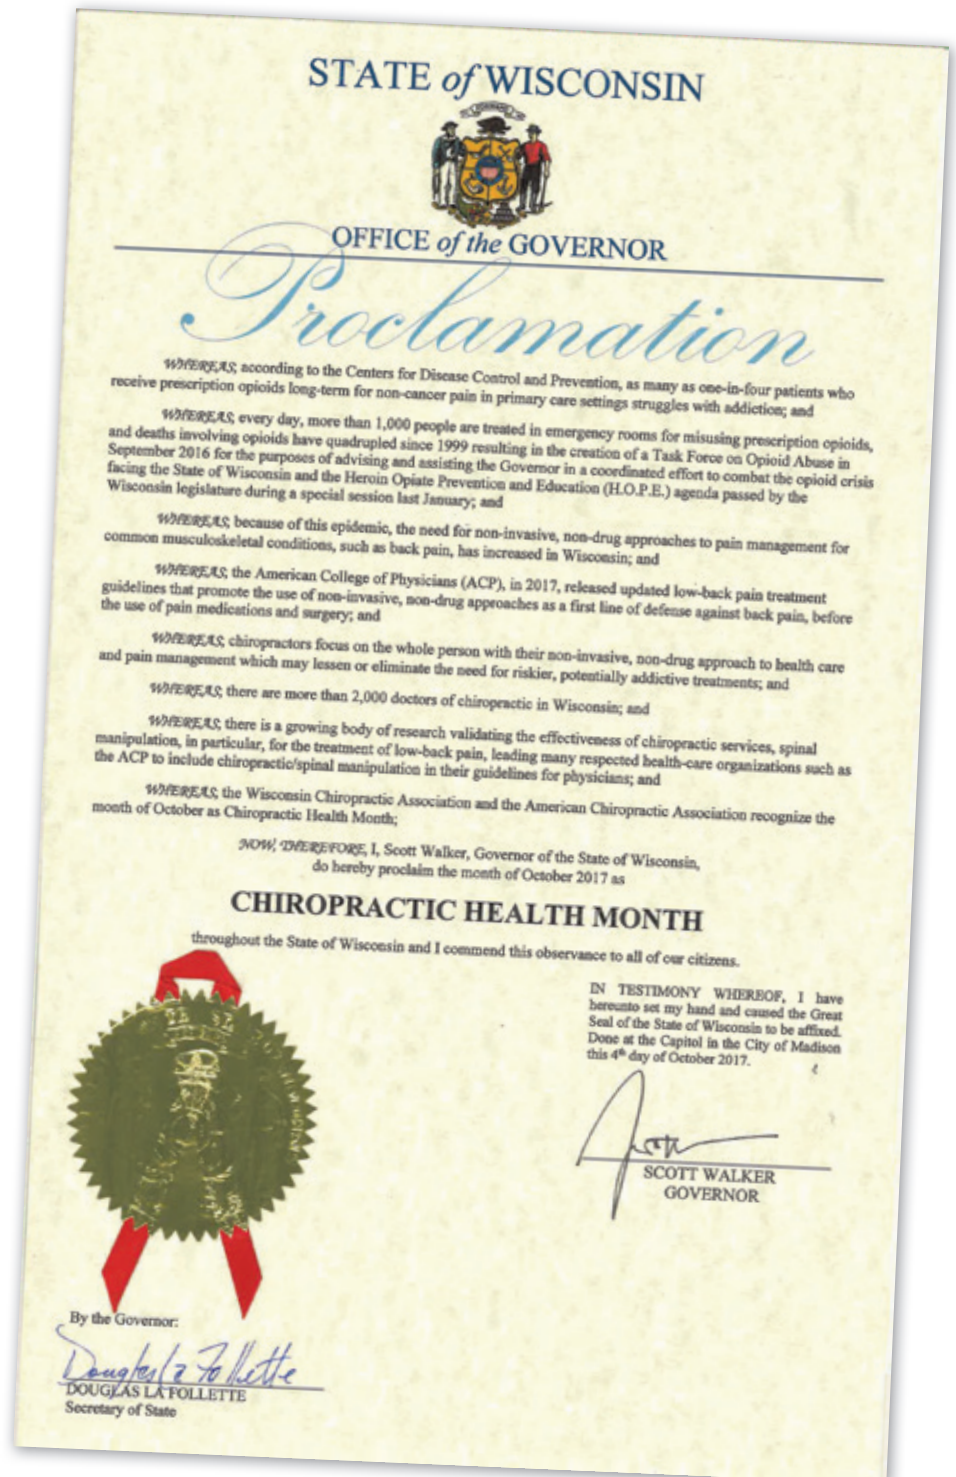 STATE of WISCONSIN
FORWARD
OFFICE of the GOVERNOR
Proclamation
WHEREAS, according to the Centers for Disease Control and Prevention, as many as one-in-four patients who
receive prescription opioids long-term for non-cancer pain in primary care settings struggles with addiction; and
WHEREAS, every day, more than 1,000 people are treated in emergency rooms for misusing prescription opioids,
and deaths involving opioids have quadrupled since 1999 resulting in the creation of a Task Force on Opioid Abuse in
September 2016 for the purposes of advising and assisting the Governor in a coordinated effort to combat the opioid crisis
facing the State of Wisconsin and the Heroin Opiate Prevention and Education (H.O.P.E.) agenda passed by the
Wisconsin legislature during a special session last January; and
WHEREAS, because of this epidemic, the need for non-invasive, non-drug approaches to pain management for
common musculoskeletal conditions, such as back pain, has increased in Wisconsin; and
WHEREAS, the American College of Physicians (ACP), in 2017, released updated low-back pain treatment
guidelines that promote the use of non-invasive, non-drug approaches as a first line of defense against back pain, before
the use of pain medications and surgery; and
WHEREAS, chiropractors focus on the whole person with their non-invasive, non-drug approach to health care
and pain management which may lessen or eliminate the need for riskier, potentially addictive treatments; and
WHEREAS, there are more than 2,000 doctors of chiropractic in Wisconsin; and
WHEREAS, there is a growing body of research validating the effectiveness of chiropractic services, spinal
manipulation, in particular, for the treatment of low-back pain, leading many respected health-care organizations such as
the ACP to include chiropractic/spinal manipulation in their guidelines for physicians; and
WHEREAS, the Wisconsin Chiropractic Association and the American Chiropractic Association recognize the
month of October as Chiropractic Health Month;
NOW, THEREFORE, I, Scott Walker, Governor of the State of Wisconsin,
do hereby proclaim the month of October 2017 as
CHIROPRACTIC HEALTH MONTH
throughout the State of Wisconsin and I commend this observance to all of our citizens.
IN TESTIMONY WHEREOF, I have
hereunto set my hand and caused the Great
Seal of the State of Wisconsin to be affixed.
Done at the Capitol in the City of Madison
this 4th day of October 2017.
SCOTT WALKER
GOVERNOR
By the Governor:
Douglas La Follette
DOUGLAS LA FOLLETTE
Secretary of State